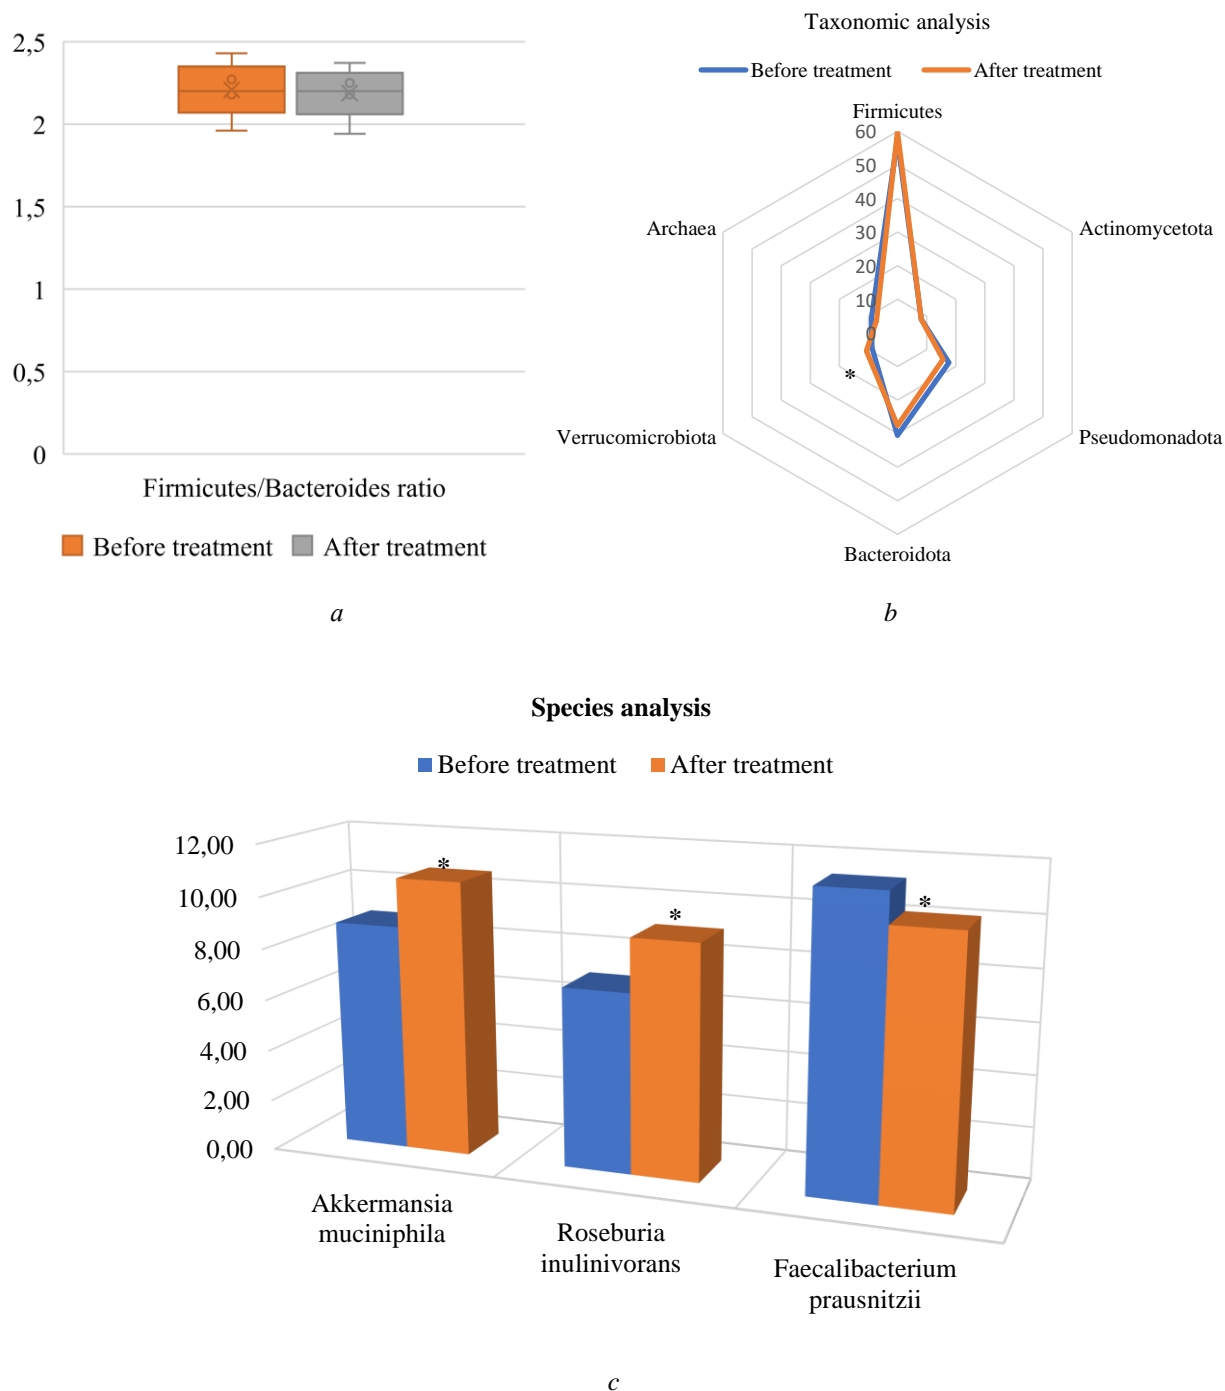 2,5
2
1,5
1
0,5
0
Firmicutes/Bacteroides ratio
Before treatment After treatment
a
Taxonomic analysis
Before treatment After treatment
Firmicutes
60
50
40
30
20
10
0
Archaea
Actinomycetota
*
Verrucomicrobiota
Pseudomonadota
Bacteroidota
b
Species analysis
Before treatment After treatment
12,00
10,00
8,00
6,00
4,00
2,00
0,00
*
*
*
Akkermansia
muciniphila
Roseburia
inulinivorans
Faecalibacterium
prausnitzii
c